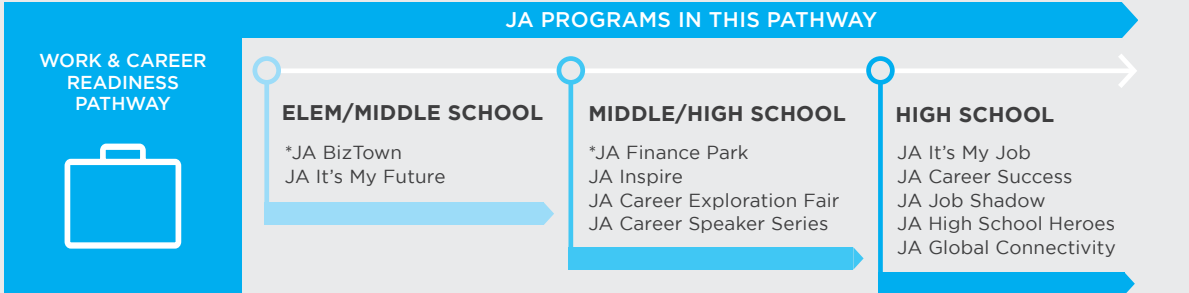 JA PROGRAMS IN THIS PATHWAY
WORK & CAREER
READINESS
PATHWAY
ELEM/MIDDLE SCHOOL
*JA BizTown
JA It’s My Future
MIDDLE/HIGH SCHOOL
*JA Finance Park
JA Inspire
JA Career Exploration Fair
JA Career Speaker Series
HIGH SCHOOL
JA It’s My Job
JA Career Success
JA Job Shadow
JA High School Heroes
JA Global Connectivity